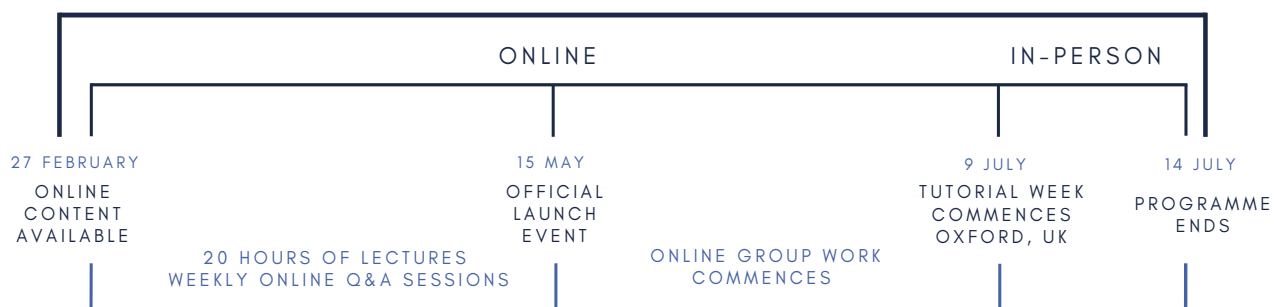 ONLINE
IN-PERSON
27 FEBRUARY
ONLINE
CONTENT
AVAILABLE
20 HOURS OF LECTURES
WEEKLY ONLINE Q&A SESSIONS
15 MAY
OFFICIAL
LAUNCH
EVENT
ONLINE GROUP WORK
COMMENCES
9 JULY
TUTORIAL WEEK
COMMENCES
OXFORD, UK
14 JULY
PROGRAMME
ENDS